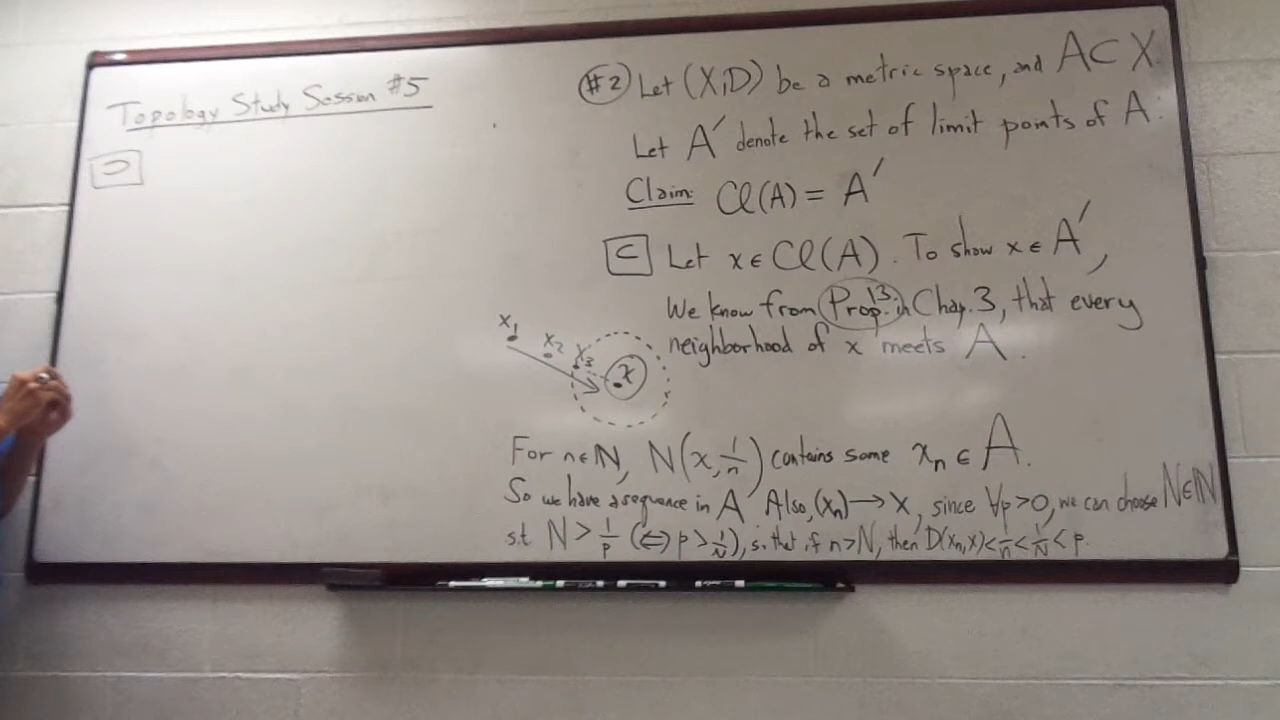 Topology Study Session #5
⊃
#2 Let (X,D) be a metric space, and A ⊂ X.
Let A′ denote the set of limit points of A.
Claim: Cl(A) = A′
⊂ Let x ∈ Cl(A). To show x ∈ A′,
We know from Prop. 13 in Chap. 3, that every
neighborhood of x meets A.
x₁
x₂
x₃
x
For n ∈ ℕ, N(x, 1/n) contains some xₙ ∈ A.
So we have a sequence in A Also, (xₙ) → x, since ∀p>0, we can choose N∈ℕ
s.t N > 1/p (⇔ p > 1/N), so that if n>N, then D(xₙ,x) < 1/n < 1/N < p.